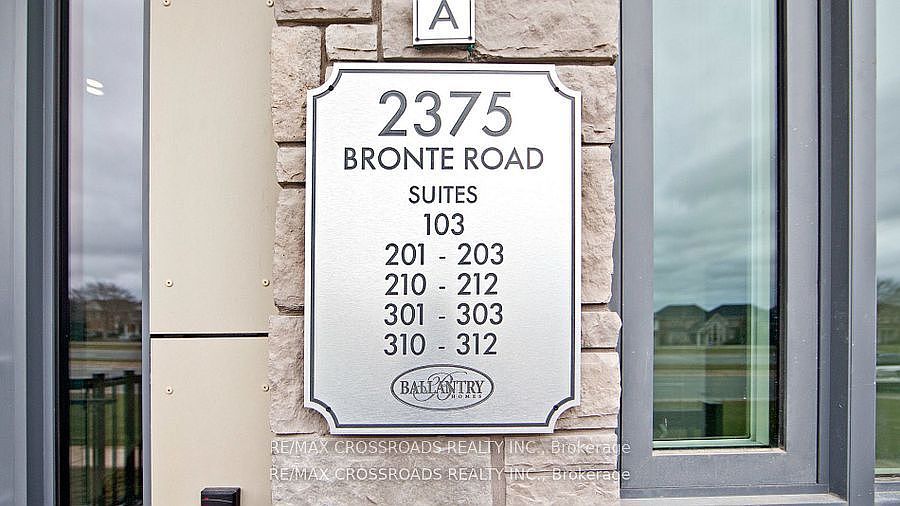 A
2375
BRONTE ROAD
SUITES
103
201 - 203
210 - 212
301 - 303
310 - 312
BALLANTRY
HOMES
RE/MAX CROSSROADS REALTY INC., Brokerage
RE/MAX CROSSROADS REALTY INC., Brokerage